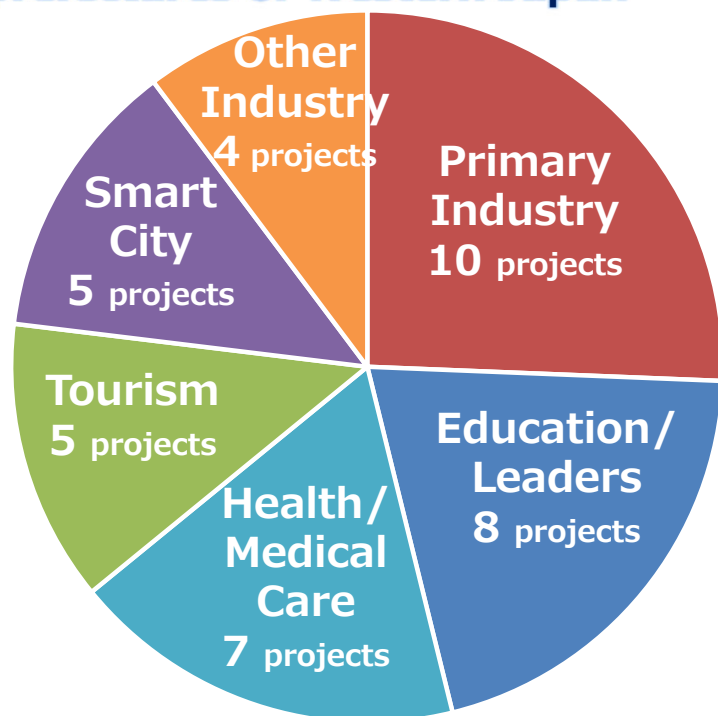 Primary
Industry
10 projects
Education/
Leaders
8 projects
Health/
Medical
Care
7 projects
Tourism
5 projects
Smart
City
5 projects
Other
Industry
4 projects